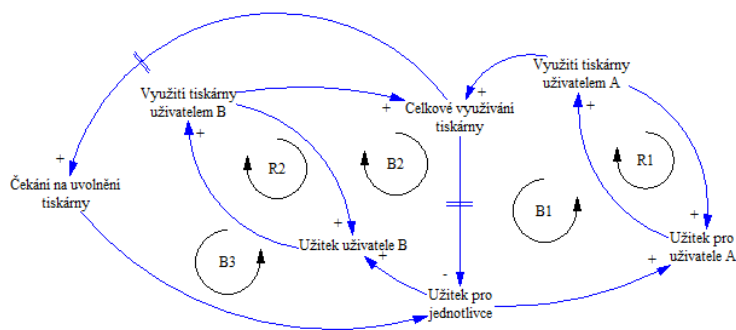 Využití tiskárny
uživatelem A
Využití tiskárny
uživatelem B
+
+
Celkové využívání
tiskárny
+
+
+
+
R2
B2
R1
Čekáni na uvolnění
tiskárny
B1
+
+
Užitek uživatele B
Užitek pro
uživatele A
+
+
B3
-
Užitek pro
jednotlivce
+